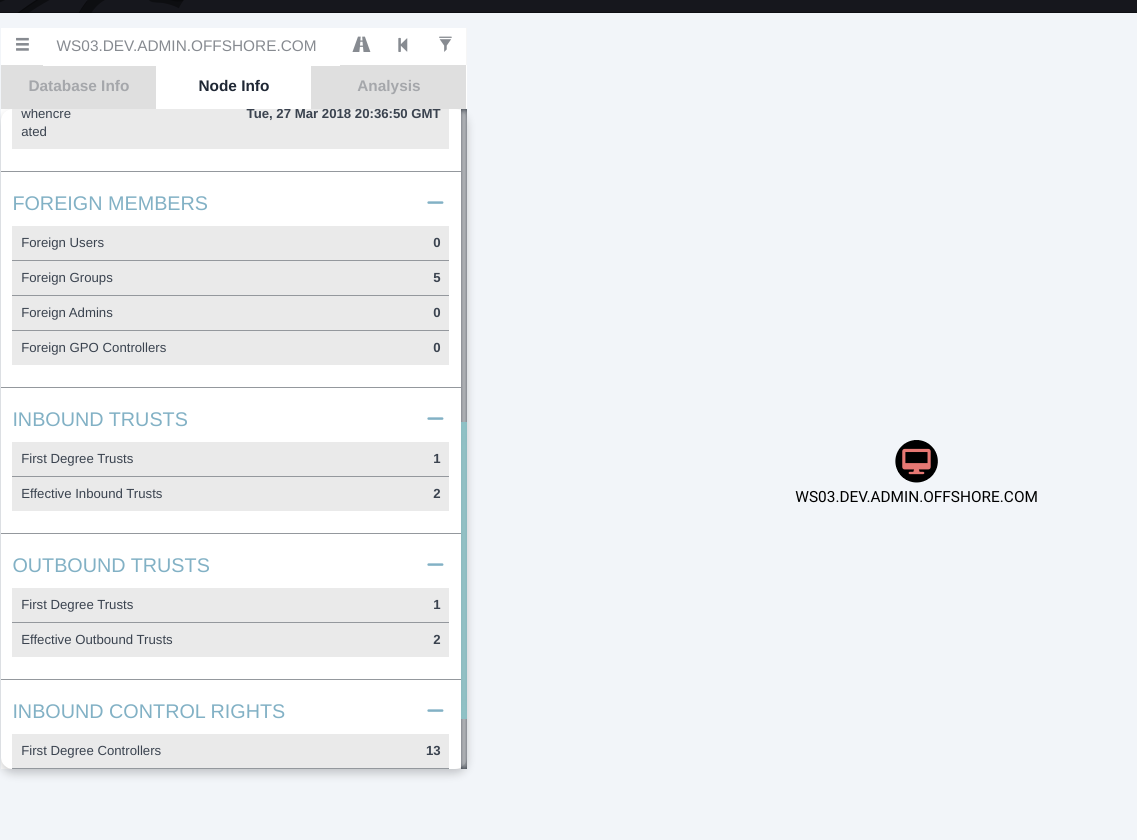 WS03.DEV.ADMIN.OFFSHORE.COM
Database Info Node Info Analysis
whencre Tue, 27 Mar 2018 20:36:50 GMT
ated
FOREIGN MEMBERS
Foreign Users 0
Foreign Groups 5
Foreign Admins 0
Foreign GPO Controllers 0
INBOUND TRUSTS
First Degree Trusts 1
Effective Inbound Trusts 2
OUTBOUND TRUSTS
First Degree Trusts 1
Effective Outbound Trusts 2
INBOUND CONTROL RIGHTS
First Degree Controllers 13
WS03.DEV.ADMIN.OFFSHORE.COM